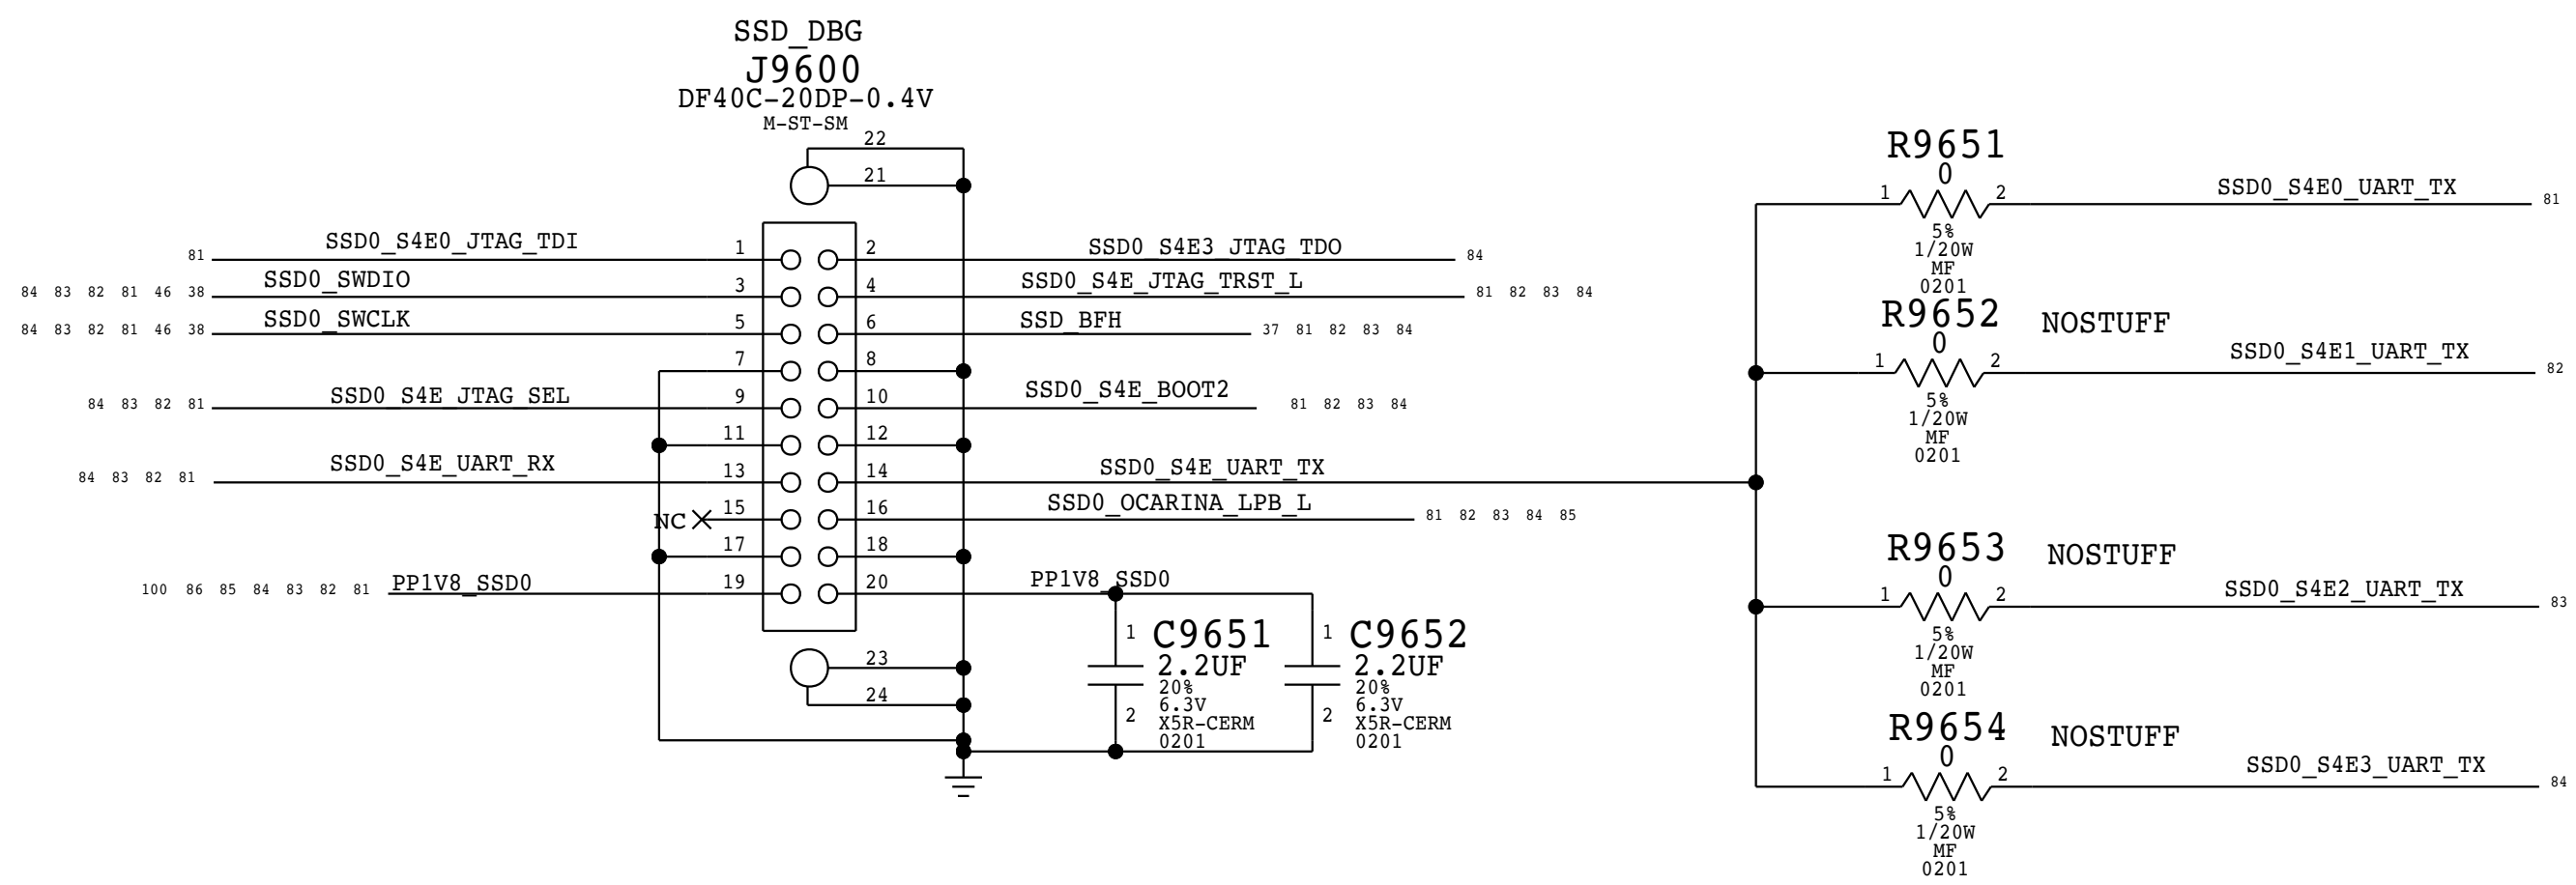 SSD_DBG
J9600
DF40C-20DP-0.4V
M-ST-SM
22
21
81 SSD0_S4E0_JTAG_TDI 1 2 SSD0_S4E3_JTAG_TDO 84
84 83 82 81 46 38 SSD0_SWDIO 3 4 SSD0_S4E_JTAG_TRST_L 81 82 83 84
84 83 82 81 46 38 SSD0_SWCLK 5 6 SSD_BFH 37 81 82 83 84
7 8
84 83 82 81 SSD0_S4E_JTAG_SEL 9 10 SSD0_S4E_BOOT2 81 82 83 84
11 12
84 83 82 81 SSD0_S4E_UART_RX 13 14 SSD0_S4E_UART_TX
NC 15 16 SSD0_OCARINA_LPB_L 81 82 83 84 85
17 18
100 86 85 84 83 82 81 PP1V8_SSD0 19 20 PP1V8_SSD0
23
24
1 C9651
2.2UF
20%
6.3V
2 X5R-CERM
0201
1 C9652
2.2UF
20%
6.3V
2 X5R-CERM
0201
R9651
0
1 2 SSD0_S4E0_UART_TX 81
5%
1/20W
MF
0201
R9652 NOSTUFF
0
1 2 SSD0_S4E1_UART_TX 82
5%
1/20W
MF
0201
R9653 NOSTUFF
0
1 2 SSD0_S4E2_UART_TX 83
5%
1/20W
MF
0201
R9654 NOSTUFF
0
1 2 SSD0_S4E3_UART_TX 84
5%
1/20W
MF
0201